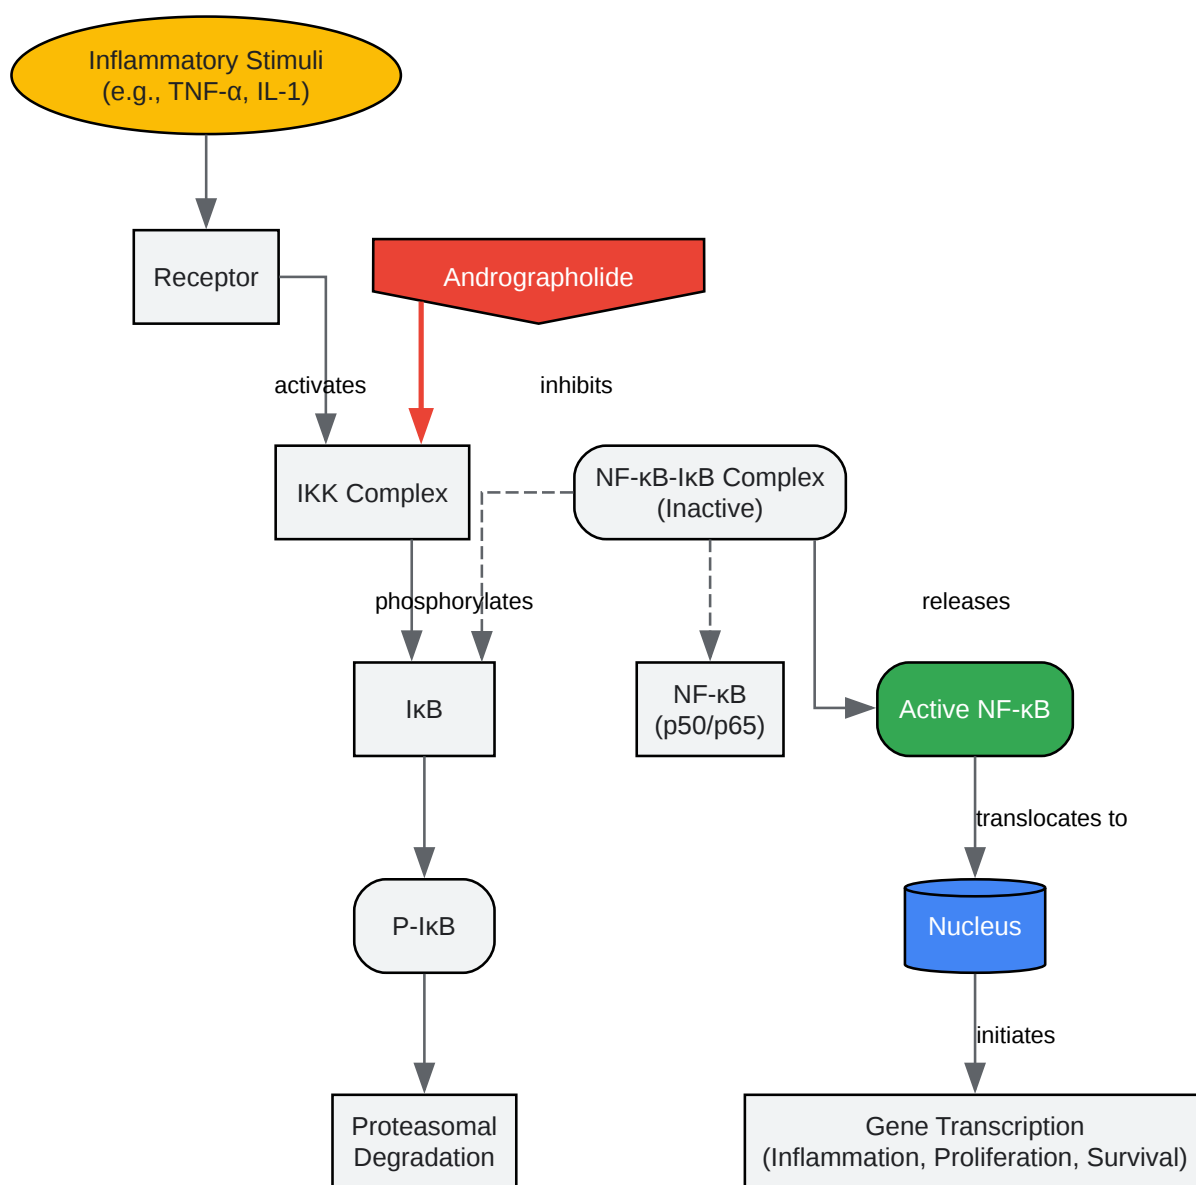 Inflammatory Stimuli
(e.g., TNF-α, IL-1)
Receptor
Andrographolide
activates
inhibits
IKK Complex
NF-κB-IκB Complex
(Inactive)
phosphorylates
releases
IκB
NF-κB
(p50/p65)
Active NF-κB
translocates to
P-IκB
Nucleus
initiates
Proteasomal
Degradation
Gene Transcription
(Inflammation, Proliferation, Survival)